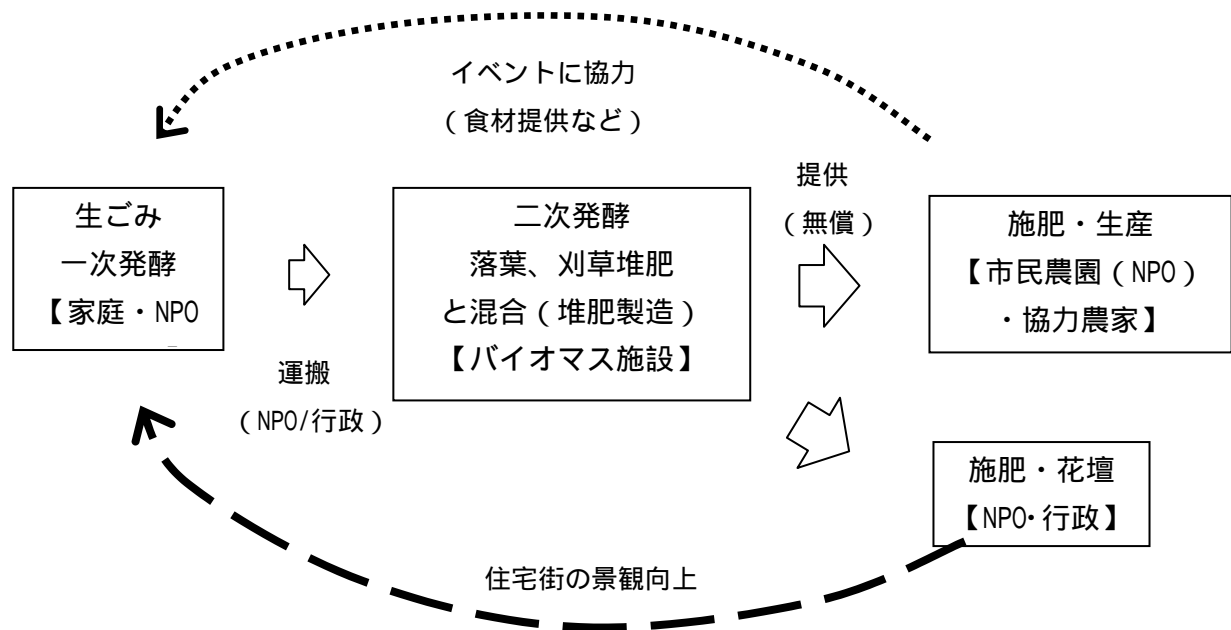 イベントに協力
（食材提供など）
生ごみ
一次発酵
【家庭・NPO
運搬
（NPO/行政）
二次発酵
落葉、刈草堆肥
と混合（堆肥製造）
【バイオマス施設】
提供
（無償）
施肥・生産
【市民農園（NPO）
・協力農家】
施肥・花壇
【NPO・行政】
住宅街の景観向上